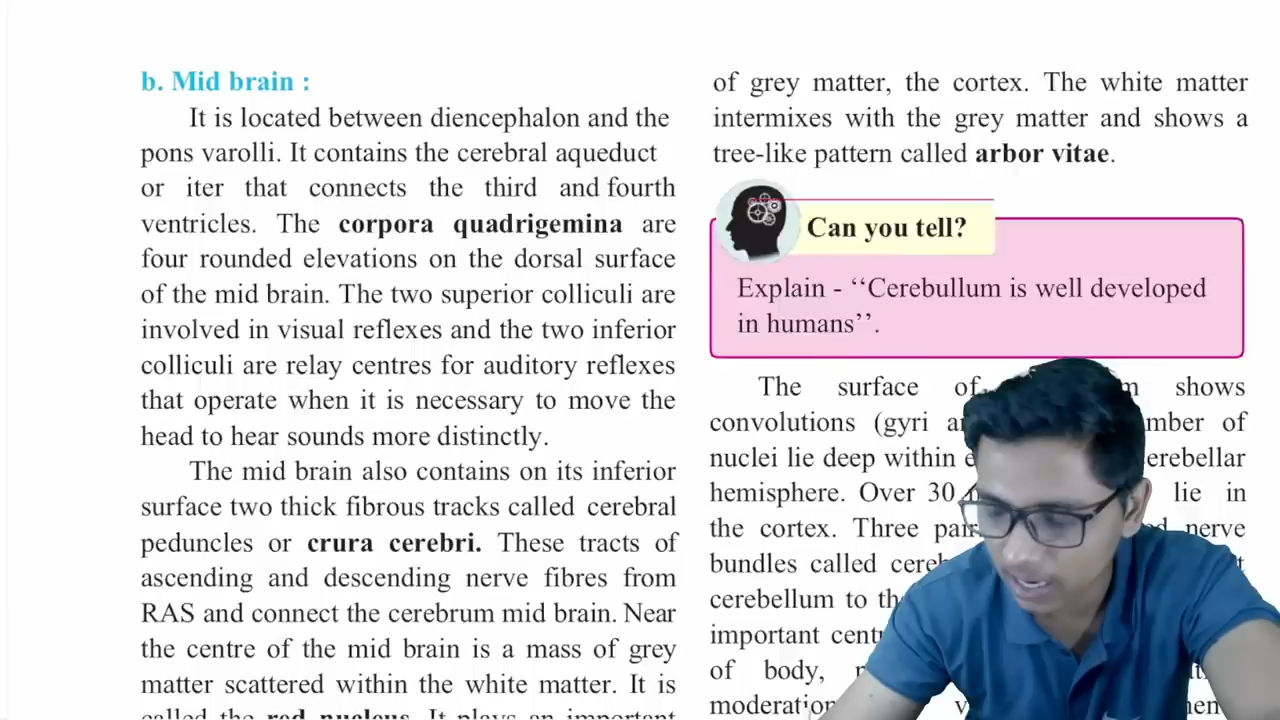 b. Mid brain :
It is located between diencephalon and the
pons varolli. It contains the cerebral aqueduct
or iter that connects the third and fourth
ventricles. The corpora quadrigemina are
four rounded elevations on the dorsal surface
of the mid brain. The two superior colliculi are
involved in visual reflexes and the two inferior
colliculi are relay centres for auditory reflexes
that operate when it is necessary to move the
head to hear sounds more distinctly.
The mid brain also contains on its inferior
surface two thick fibrous tracks called cerebral
peduncles or crura cerebri. These tracts of
ascending and descending nerve fibres from
RAS and connect the cerebrum mid brain. Near
the centre of the mid brain is a mass of grey
matter scattered within the white matter. It is
called the red nucleus. It plays an important
of grey matter, the cortex. The white matter
intermixes with the grey matter and shows a
tree-like pattern called arbor vitae.
Can you tell?
Explain - ‘‘Cerebullum is well developed
in humans’’.
The surface of shows
convolutions (gyri of
nuclei lie deep within
hemisphere. Over 30 lie in
the cortex. Three nerve
bundles called
cerebellum to
important
of body,